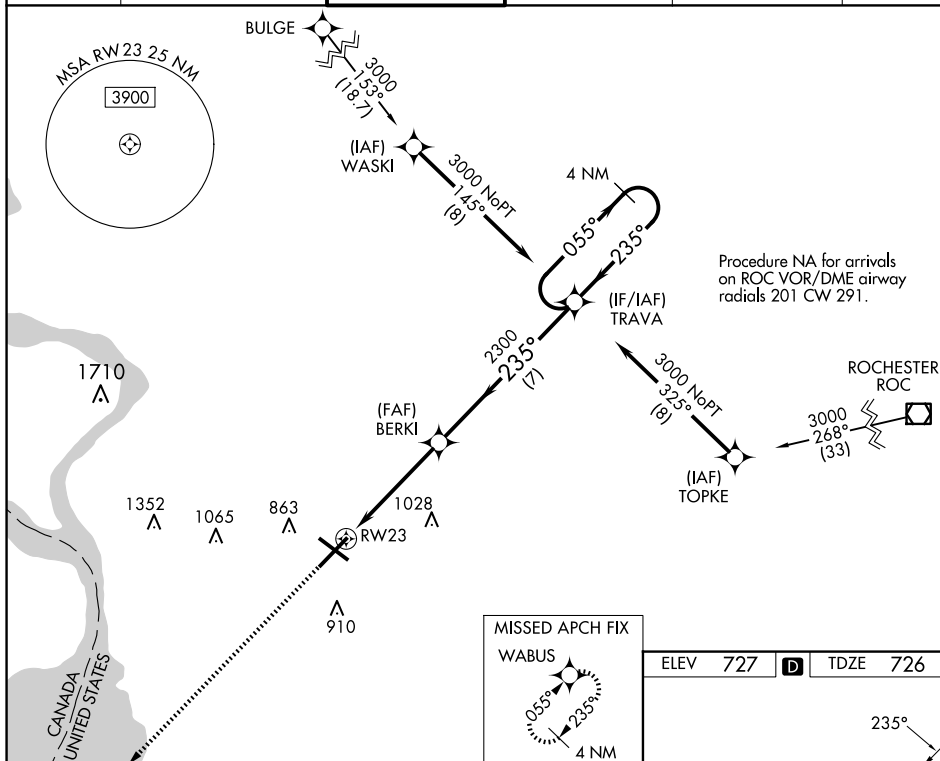 BULGE
3000
153°
(18.7)
MSA RW23 25 NM
3900
(IAF)
WASKI
3000 NoPT
145°
(8)
4 NM
055°
235°
(IF/IAF)
TRAVA
Procedure NA for arrivals
on ROC VOR/DME airway
radials 201 CW 291.
2300
235°
(7)
3000 NoPT
325°
(8)
ROCHESTER
ROC
3000
268°
(33)
(IAF)
TOPKE
1710
(FAF)
BERKI
1352
1065
863
1028
RW23
910
CANADA
UNITED STATES
MISSED APCH FIX
WABUS
055°
235°
4 NM
ELEV 727 D TDZE 726
235°